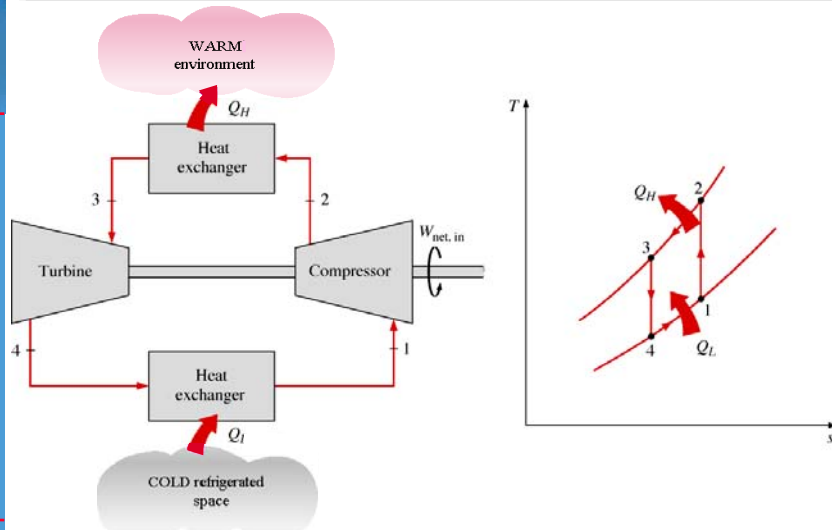 WARM
environment
Q_H
Heat
exchanger
3
2
W_net, in
Turbine
Compressor
4
1
Heat
exchanger
Q_l
COLD refrigerated
space
T
2
Q_H
3
1
4
Q_L
s